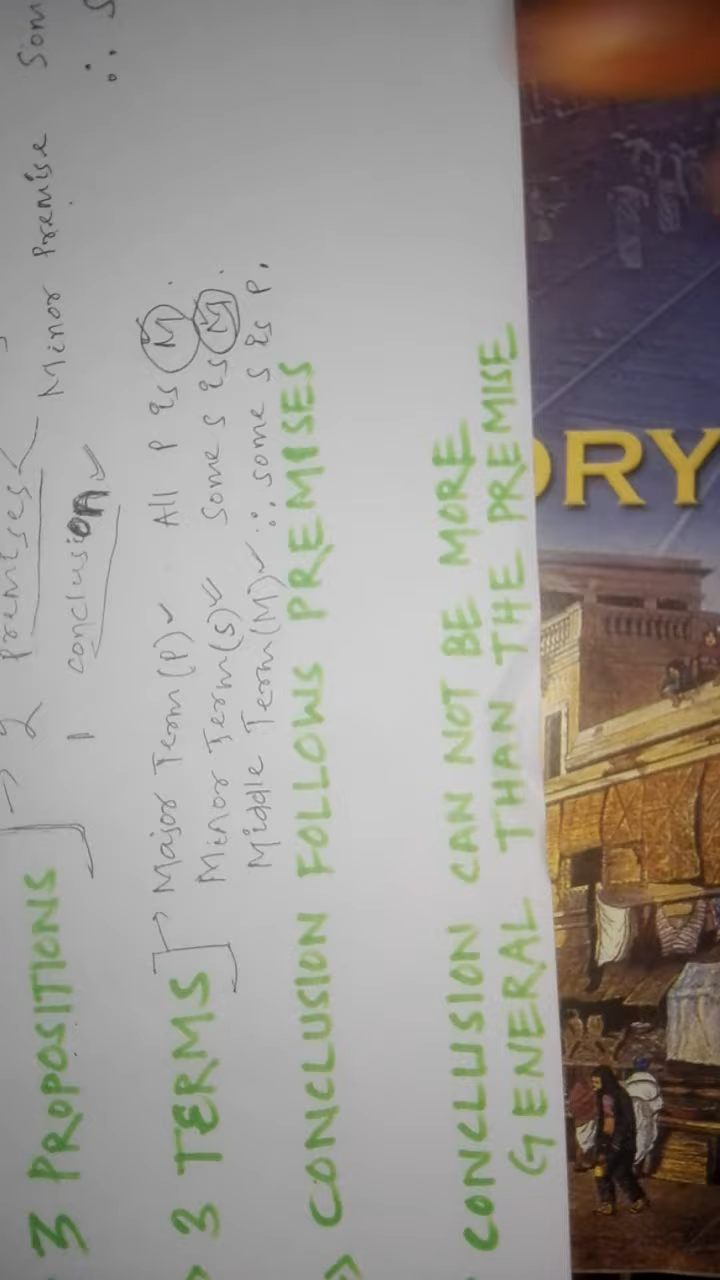 3 PROPOSITIONS
2 premises
Minor Premise Som
1 conclusion
∴ S
3 TERMS
Major Term (P) All P is M.
Minor Term (S) Some S is M.
Middle Term (M) ∴ some S is P.
CONCLUSION FOLLOWS PREMISES
CONCLUSION CAN NOT BE MORE
GENERAL THAN THE PREMISE
ORY